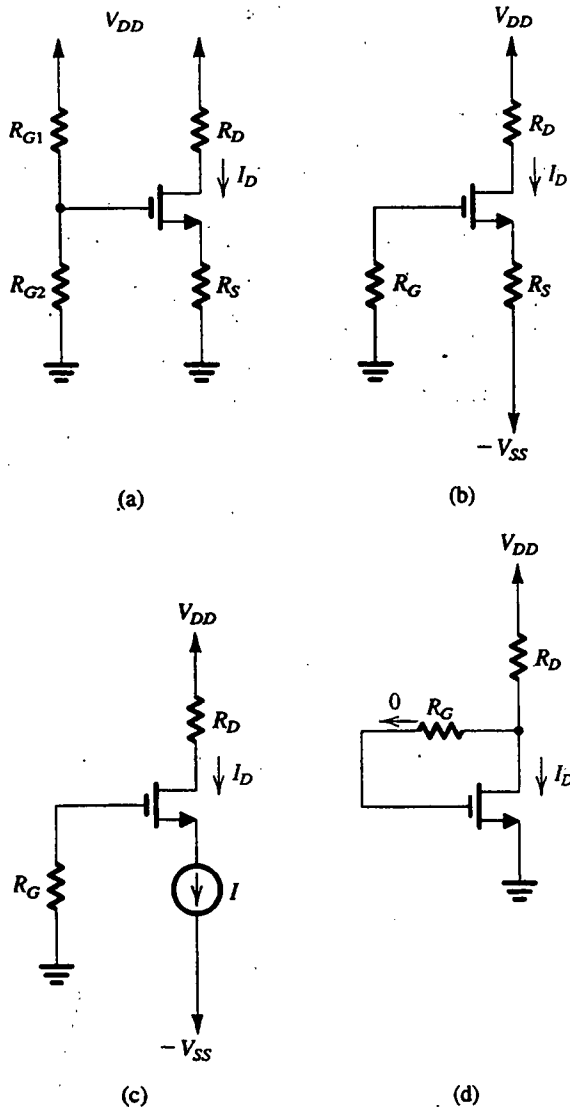 V_DD V_DD
R_G1 R_D R_D
I_D I_D
R_G2 R_S R_G R_S
− V_SS
(a) (b)
V_DD V_DD
R_D R_D
0 R_G
I_D I_D
R_G I
− V_SS
(c) (d)